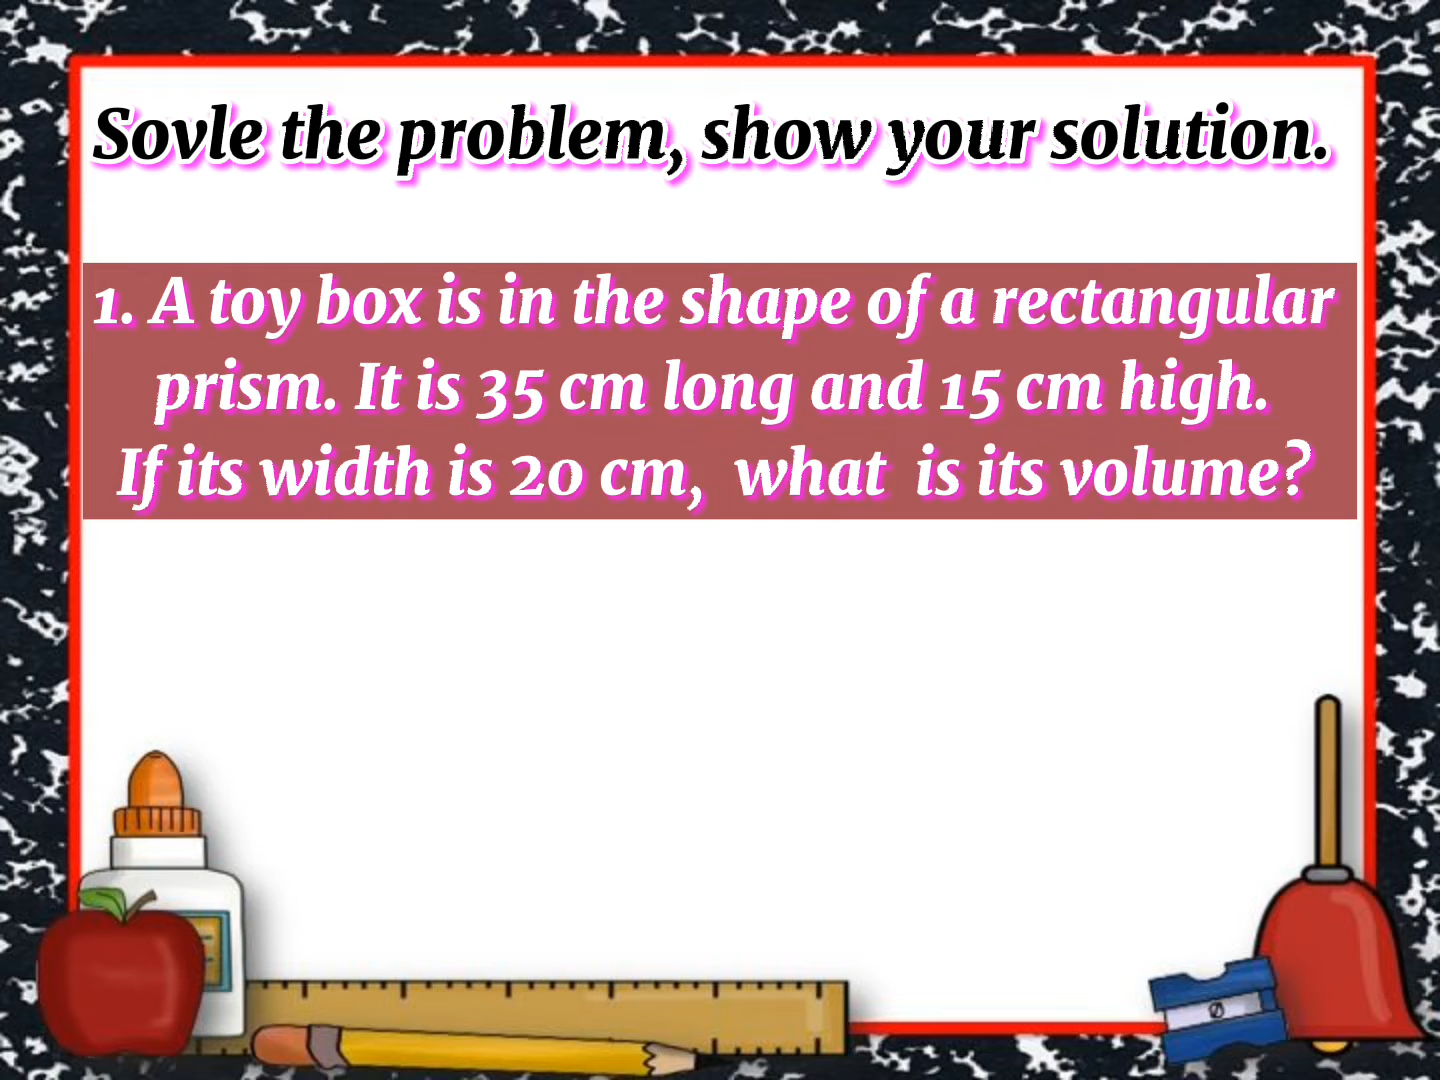 Sovle the problem, show your solution.
1. A toy box is in the shape of a rectangular
prism. It is 35 cm long and 15 cm high.
If its width is 20 cm, what is its volume?